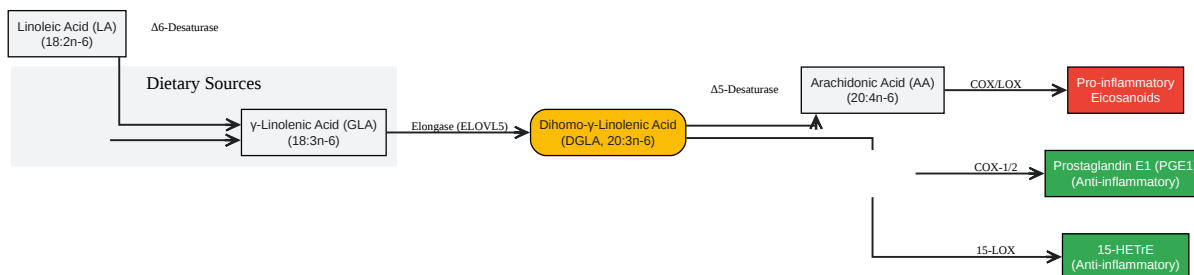 Linoleic Acid (LA)
(18:2n-6)
Δ6-Desaturase
Dietary Sources
γ-Linolenic Acid (GLA)
(18:3n-6)
Elongase (ELOVL5)
Dihomo-γ-Linolenic Acid
(DGLA, 20:3n-6)
Δ5-Desaturase
Arachidonic Acid (AA)
(20:4n-6)
COX/LOX
Pro-inflammatory
Eicosanoids
COX-1/2
Prostaglandin E1 (PGE1
(Anti-inflammatory)
15-LOX
15-HETrE
(Anti-inflammatory)